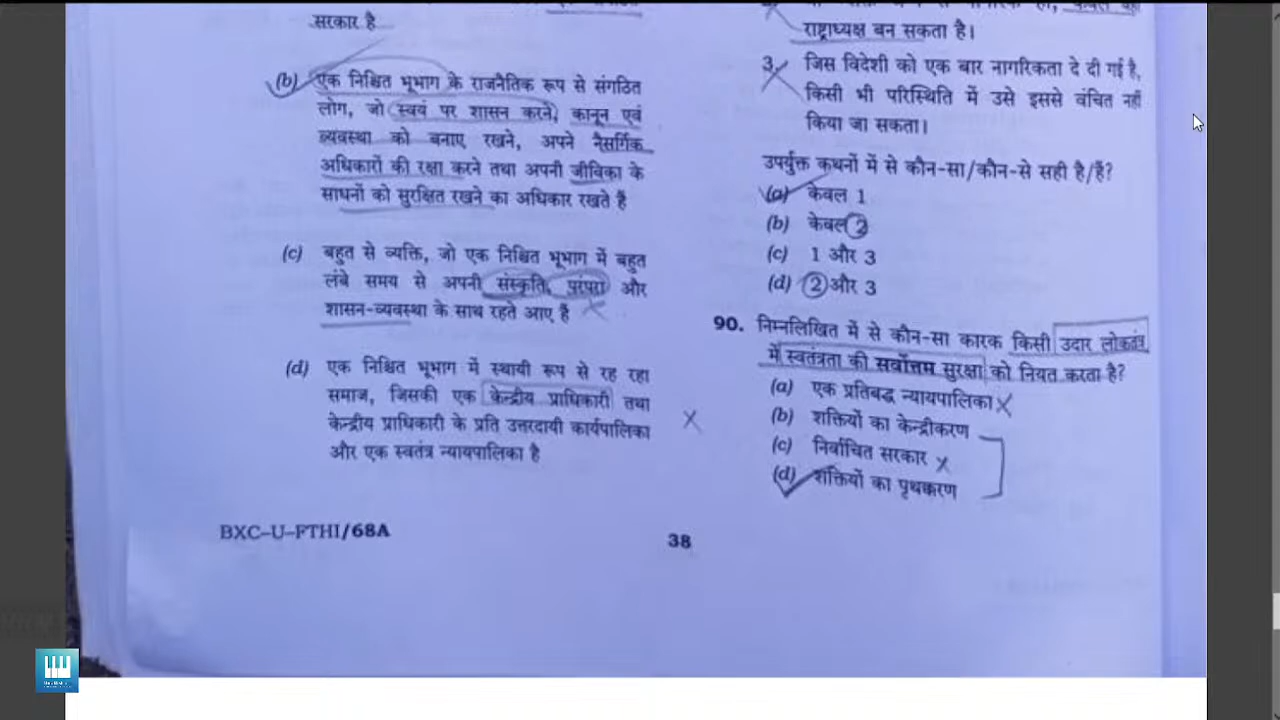 सरकार है
(b) एक निश्चित भूभाग के राजनैतिक रूप से संगठित
लोग, जो स्वयं पर शासन करने, कानून एवं
व्यवस्था को बनाए रखने, अपने नैसर्गिक
अधिकारों की रक्षा करने तथा अपनी जीविका के
साधनों को सुरक्षित रखने का अधिकार रखते हैं
(c) बहुत से व्यक्ति, जो एक निश्चित भूभाग में बहुत
लंबे समय से अपनी संस्कृति, परंपरा और
शासन-व्यवस्था के साथ रहते आए हैं
(d) एक निश्चित भूभाग में स्थायी रूप से रह रहा
समाज, जिसकी एक केन्द्रीय प्राधिकारी तथा
केन्द्रीय प्राधिकारी के प्रति उत्तरदायी कार्यपालिका
और एक स्वतंत्र न्यायपालिका है
BXC-U-FTHI/68A
38
राष्ट्राध्यक्ष बन सकता है।
3. जिस विदेशी को एक बार नागरिकता दे दी गई है,
किसी भी परिस्थिति में उसे इससे वंचित नहीं
किया जा सकता।
उपर्युक्त कथनों में से कौन-सा/कौन-से सही है/हैं?
(a) केवल 1
(b) केवल 2
(c) 1 और 3
(d) 2 और 3
90. निम्नलिखित में से कौन-सा कारक किसी उदार लोकतंत्र
में स्वतंत्रता की सर्वोत्तम सुरक्षा को नियत करता है?
(a) एक प्रतिबद्ध न्यायपालिका
(b) शक्तियों का केन्द्रीकरण
(c) निर्वाचित सरकार
(d) शक्तियों का पृथक्करण